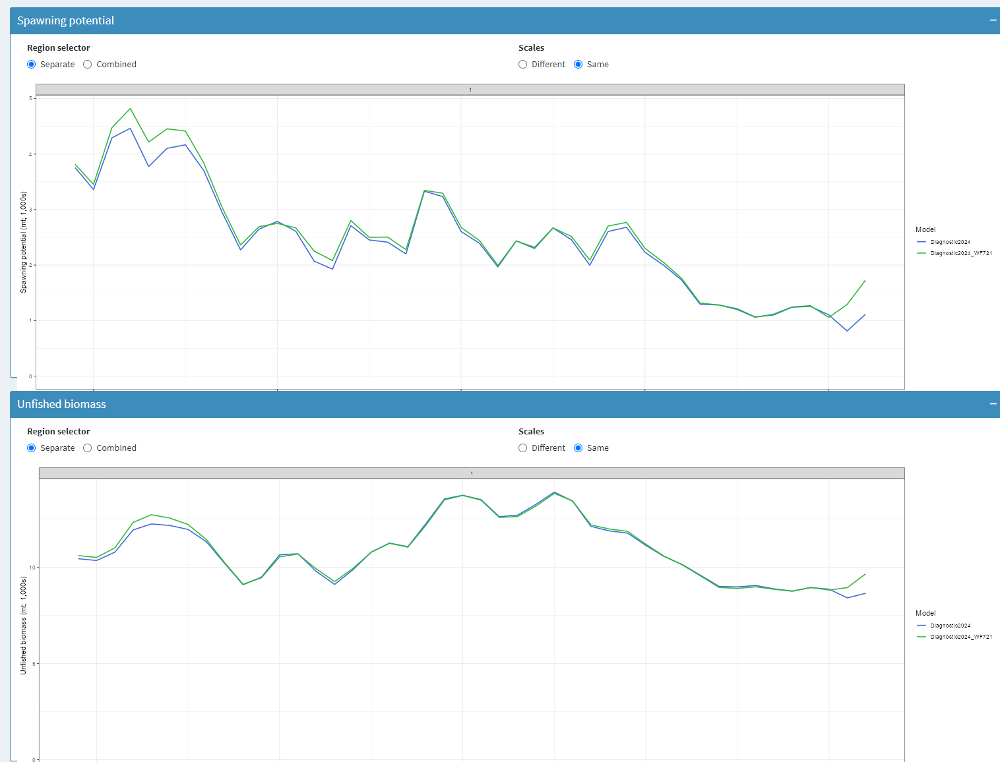 Spawning potential
Region selector
Scales
Separate Combined
Different Same
1
5
4
3
2
1
0
Spawning potential (mt; 1,000s)
Model
Diagnostic2024
Diagnostic2024_WF721
Unfished biomass
Region selector
Scales
Separate Combined
Different Same
1
10
5
0
Unfished biomass (mt; 1,000s)
Model
Diagnostic2024
Diagnostic2024_WF721